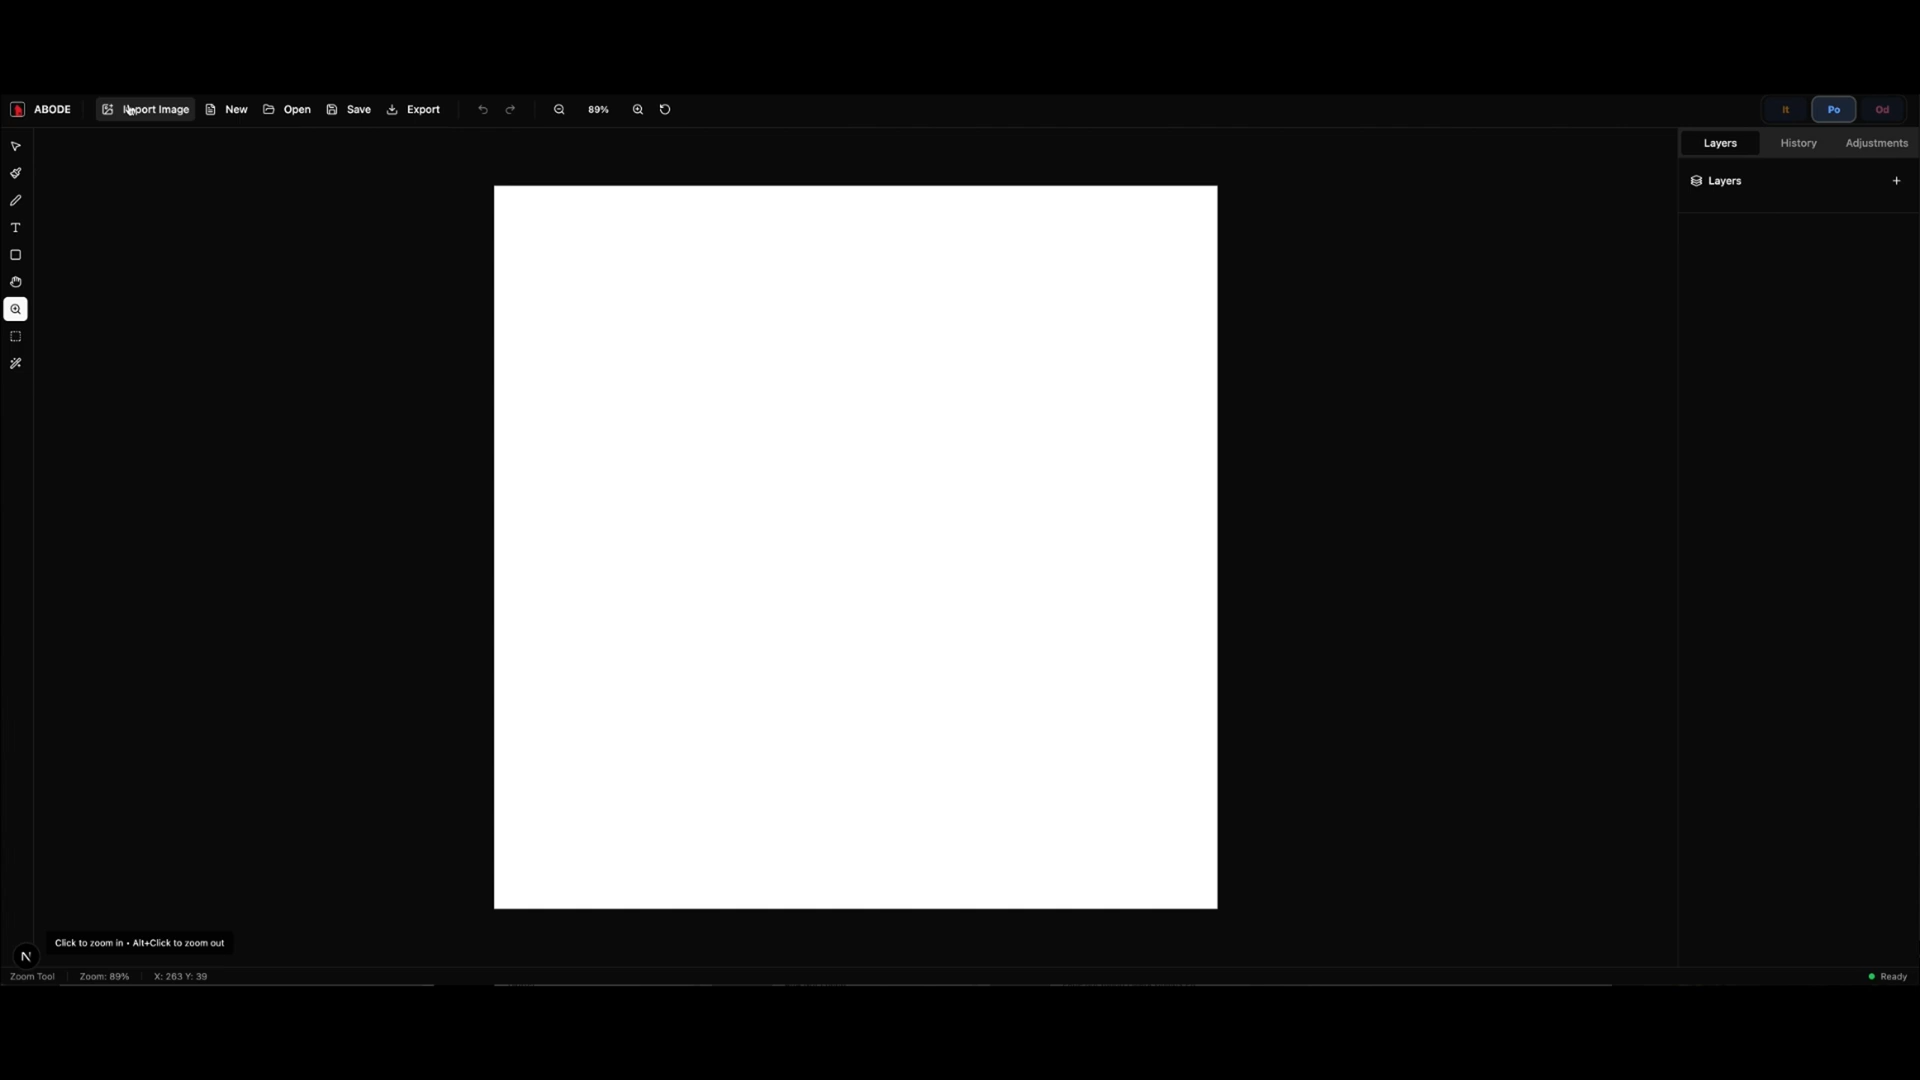 ABODE Import Image New Open Save Export 89% It Po Od
Layers History Adjustments
Layers
T
Click to zoom in • Alt+Click to zoom out
N
Zoom Tool Zoom: 89% X: 263 Y: 39 Ready